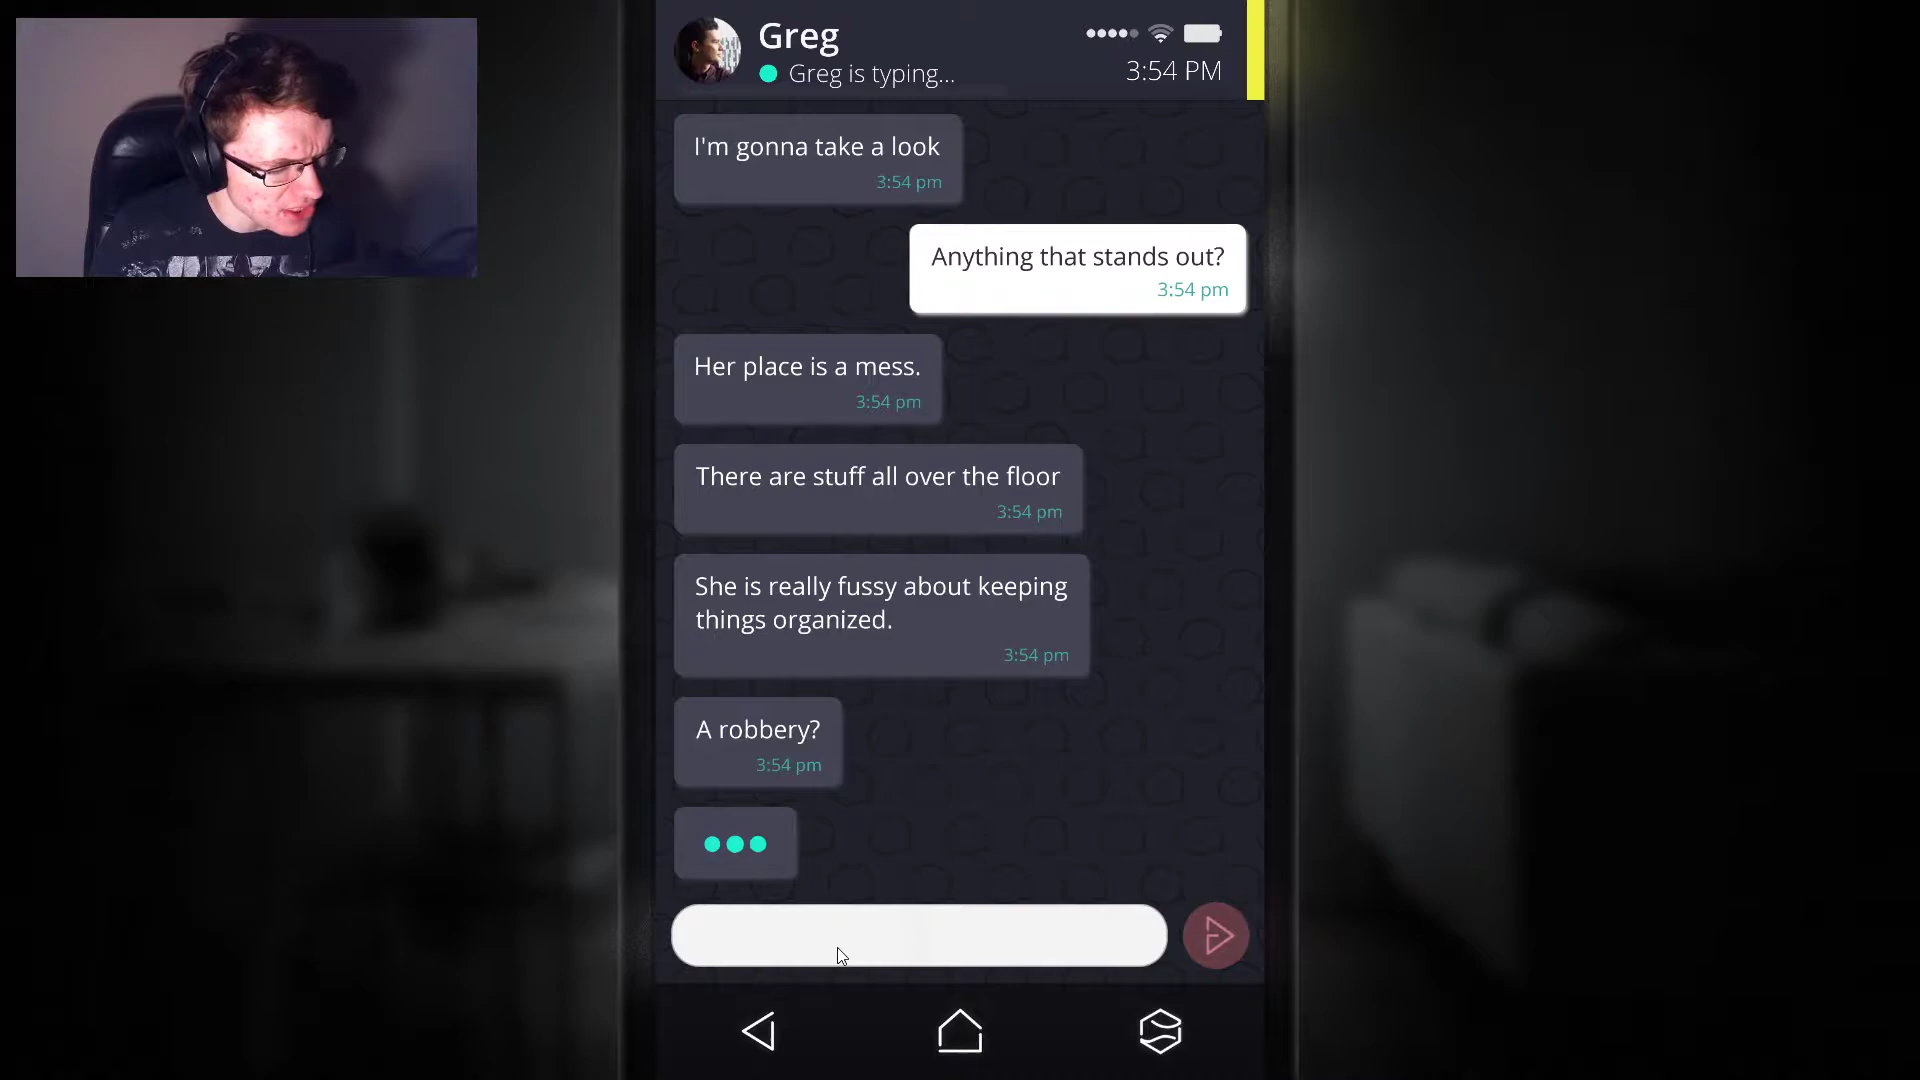 Greg
Greg is typing...
3:54 PM
I'm gonna take a look
3:54 pm
Anything that stands out?
3:54 pm
Her place is a mess.
3:54 pm
There are stuff all over the floor
3:54 pm
She is really fussy about keeping
things organized.
3:54 pm
A robbery?
3:54 pm